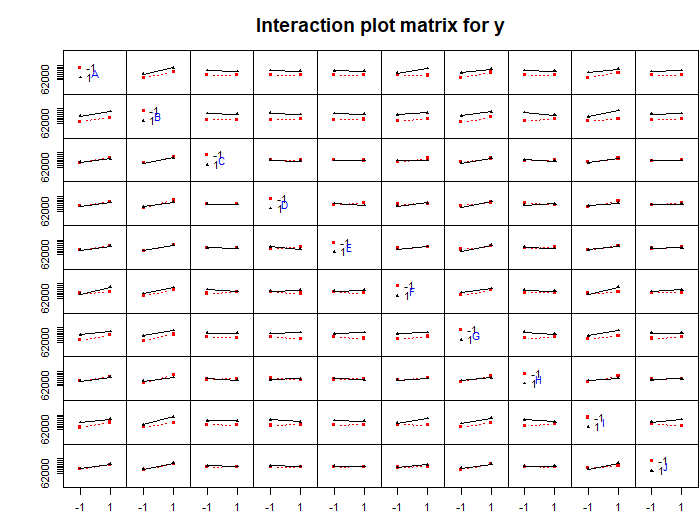 Interaction plot matrix for y
62000 -1
1 A
62000 -1
1 B
62000 -1
1 C
62000 -1
1 D
62000 -1
1 E
62000 -1
1 F
62000 -1
1 G
62000 -1
1 H
62000 -1
1 I
62000 -1
1 J
-1 1 -1 1 -1 1 -1 1 -1 1 -1 1 -1 1 -1 1 -1 1 -1 1